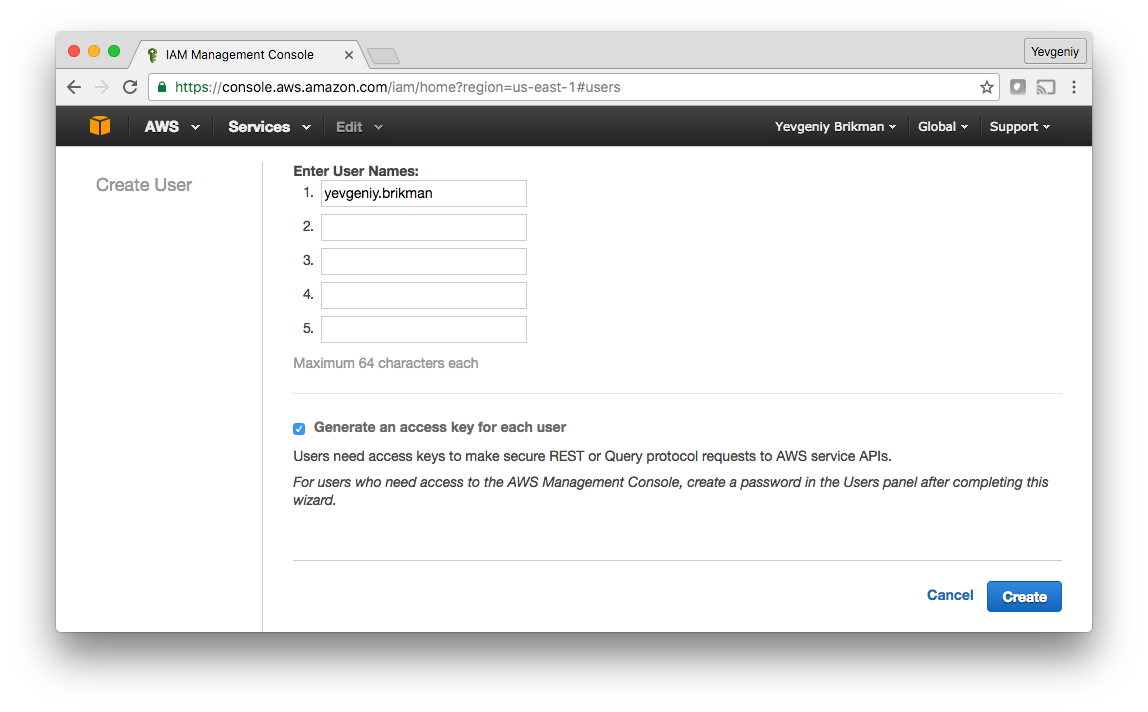 IAM Management Console
Yevgeniy
https://console.aws.amazon.com/iam/home?region=us-east-1#users
AWS Services Edit Yevgeniy Brikman Global Support
Create User
Enter User Names:
1. yevgeniy.brikman
2.
3.
4.
5.
Maximum 64 characters each
Generate an access key for each user
Users need access keys to make secure REST or Query protocol requests to AWS service APIs.
For users who need access to the AWS Management Console, create a password in the Users panel after completing this
wizard.
Cancel Create